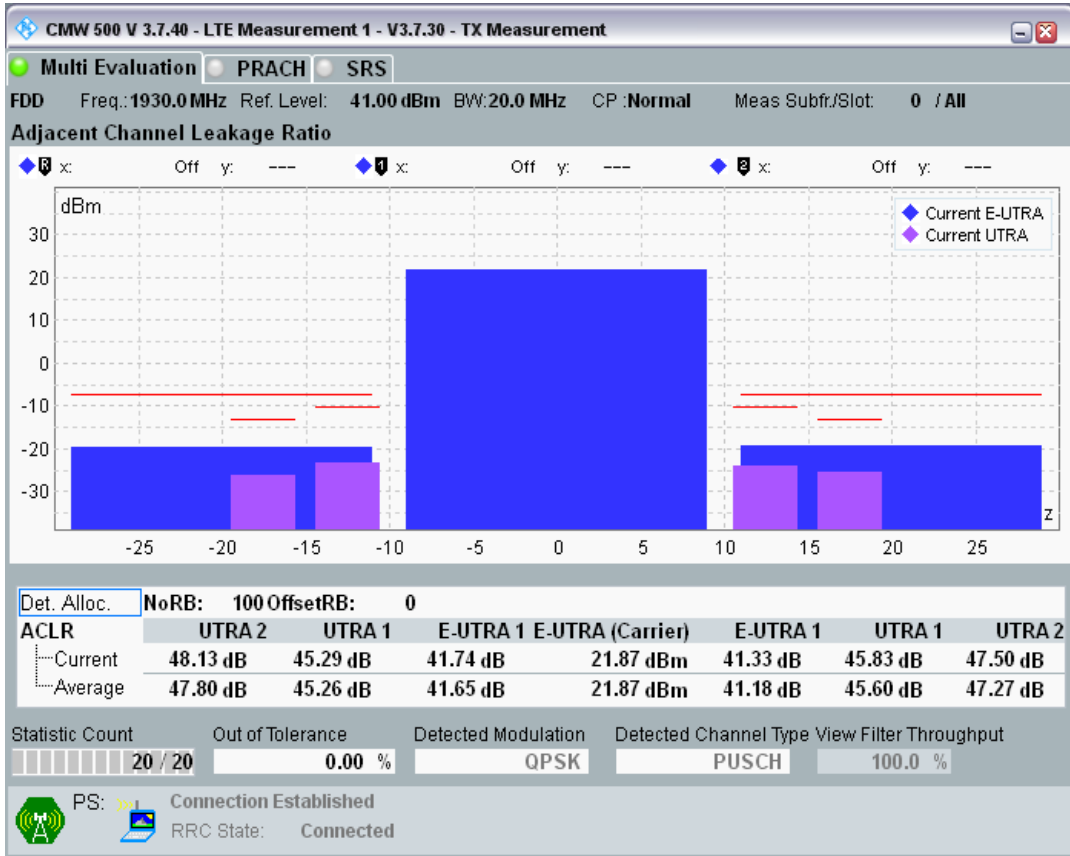 CMW 500 V 3.7.40 - LTE Measurement 1 - V3.7.30 - TX Measurement
Multi Evaluation PRACH SRS
FDD Freq.: 1930.0 MHz Ref. Level: 41.00 dBm BW: 20.0 MHz CP : Normal Meas Subfr./Slot: 0 / All
Adjacent Channel Leakage Ratio
R x: Off y: --- 1 x: Off y: --- 2 x: Off y: ---
dBm
Current E-UTRA
Current UTRA
30
20
10
0
-10
-20
-30
z
-25 -20 -15 -10 -5 0 5 10 15 20 25
Det. Alloc. NoRB: 100 OffsetRB: 0
ACLR UTRA 2 UTRA 1 E-UTRA 1 E-UTRA (Carrier) E-UTRA 1 UTRA 1 UTRA 2
Current 48.13 dB 45.29 dB 41.74 dB 21.87 dBm 41.33 dB 45.83 dB 47.50 dB
Average 47.80 dB 45.26 dB 41.65 dB 21.87 dBm 41.18 dB 45.60 dB 47.27 dB
Statistic Count Out of Tolerance Detected Modulation Detected Channel Type View Filter Throughput
20 / 20 0.00 % QPSK PUSCH 100.0 %
PS: Connection Established
RRC State: Connected